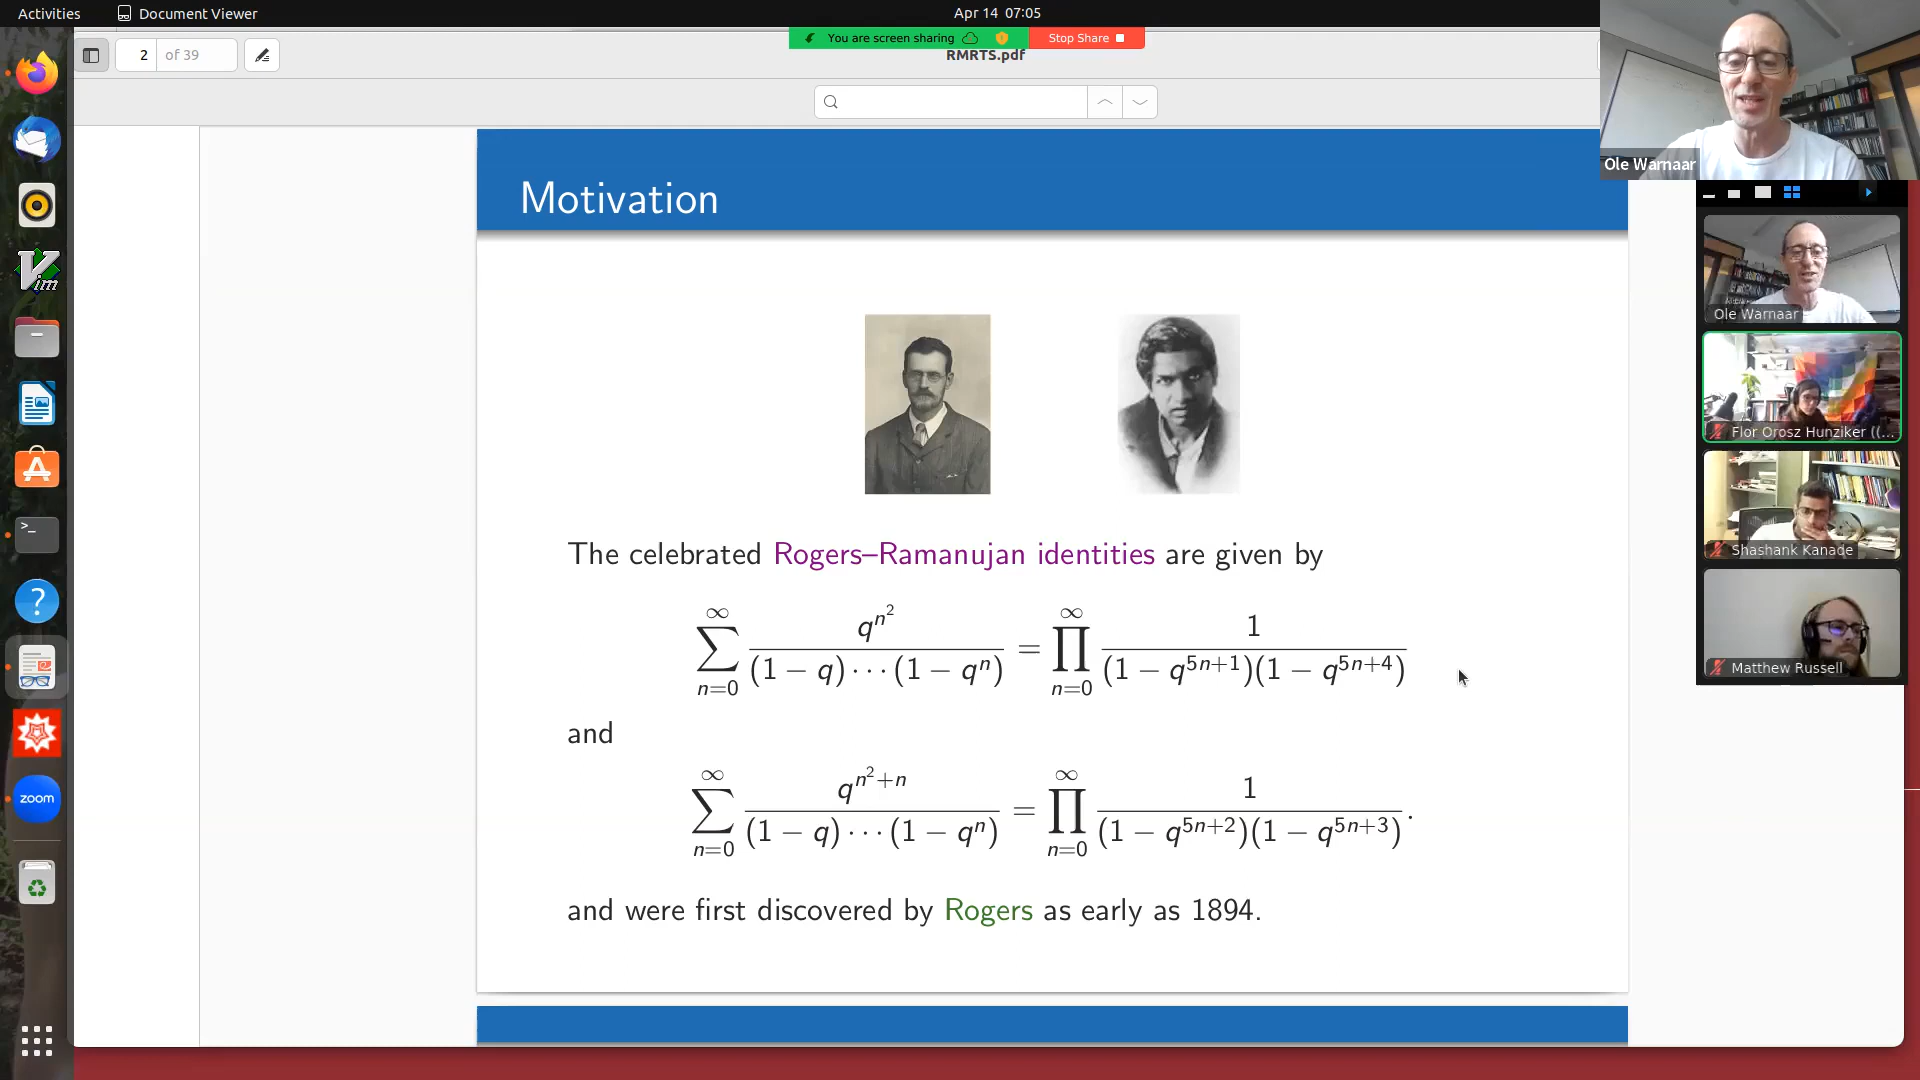 Activities
Document Viewer
Apr 14 07:05
You are screen sharing
Stop Share
2 of 39
RMRTS.pdf
Ole Warnaar
Motivation
Ole Warnaar
Flor Orosz Hunziker ((...
Shashank Kanade
Matthew Russell
The celebrated Rogers–Ramanujan identities are given by
∑_{n=0}^{∞} q^{n^2} / ((1 − q)⋯(1 − q^n)) = ∏_{n=0}^{∞} 1 / ((1 − q^{5n+1})(1 − q^{5n+4}))
and
∑_{n=0}^{∞} q^{n^2+n} / ((1 − q)⋯(1 − q^n)) = ∏_{n=0}^{∞} 1 / ((1 − q^{5n+2})(1 − q^{5n+3})).
and were first discovered by Rogers as early as 1894.
Vim
zoom